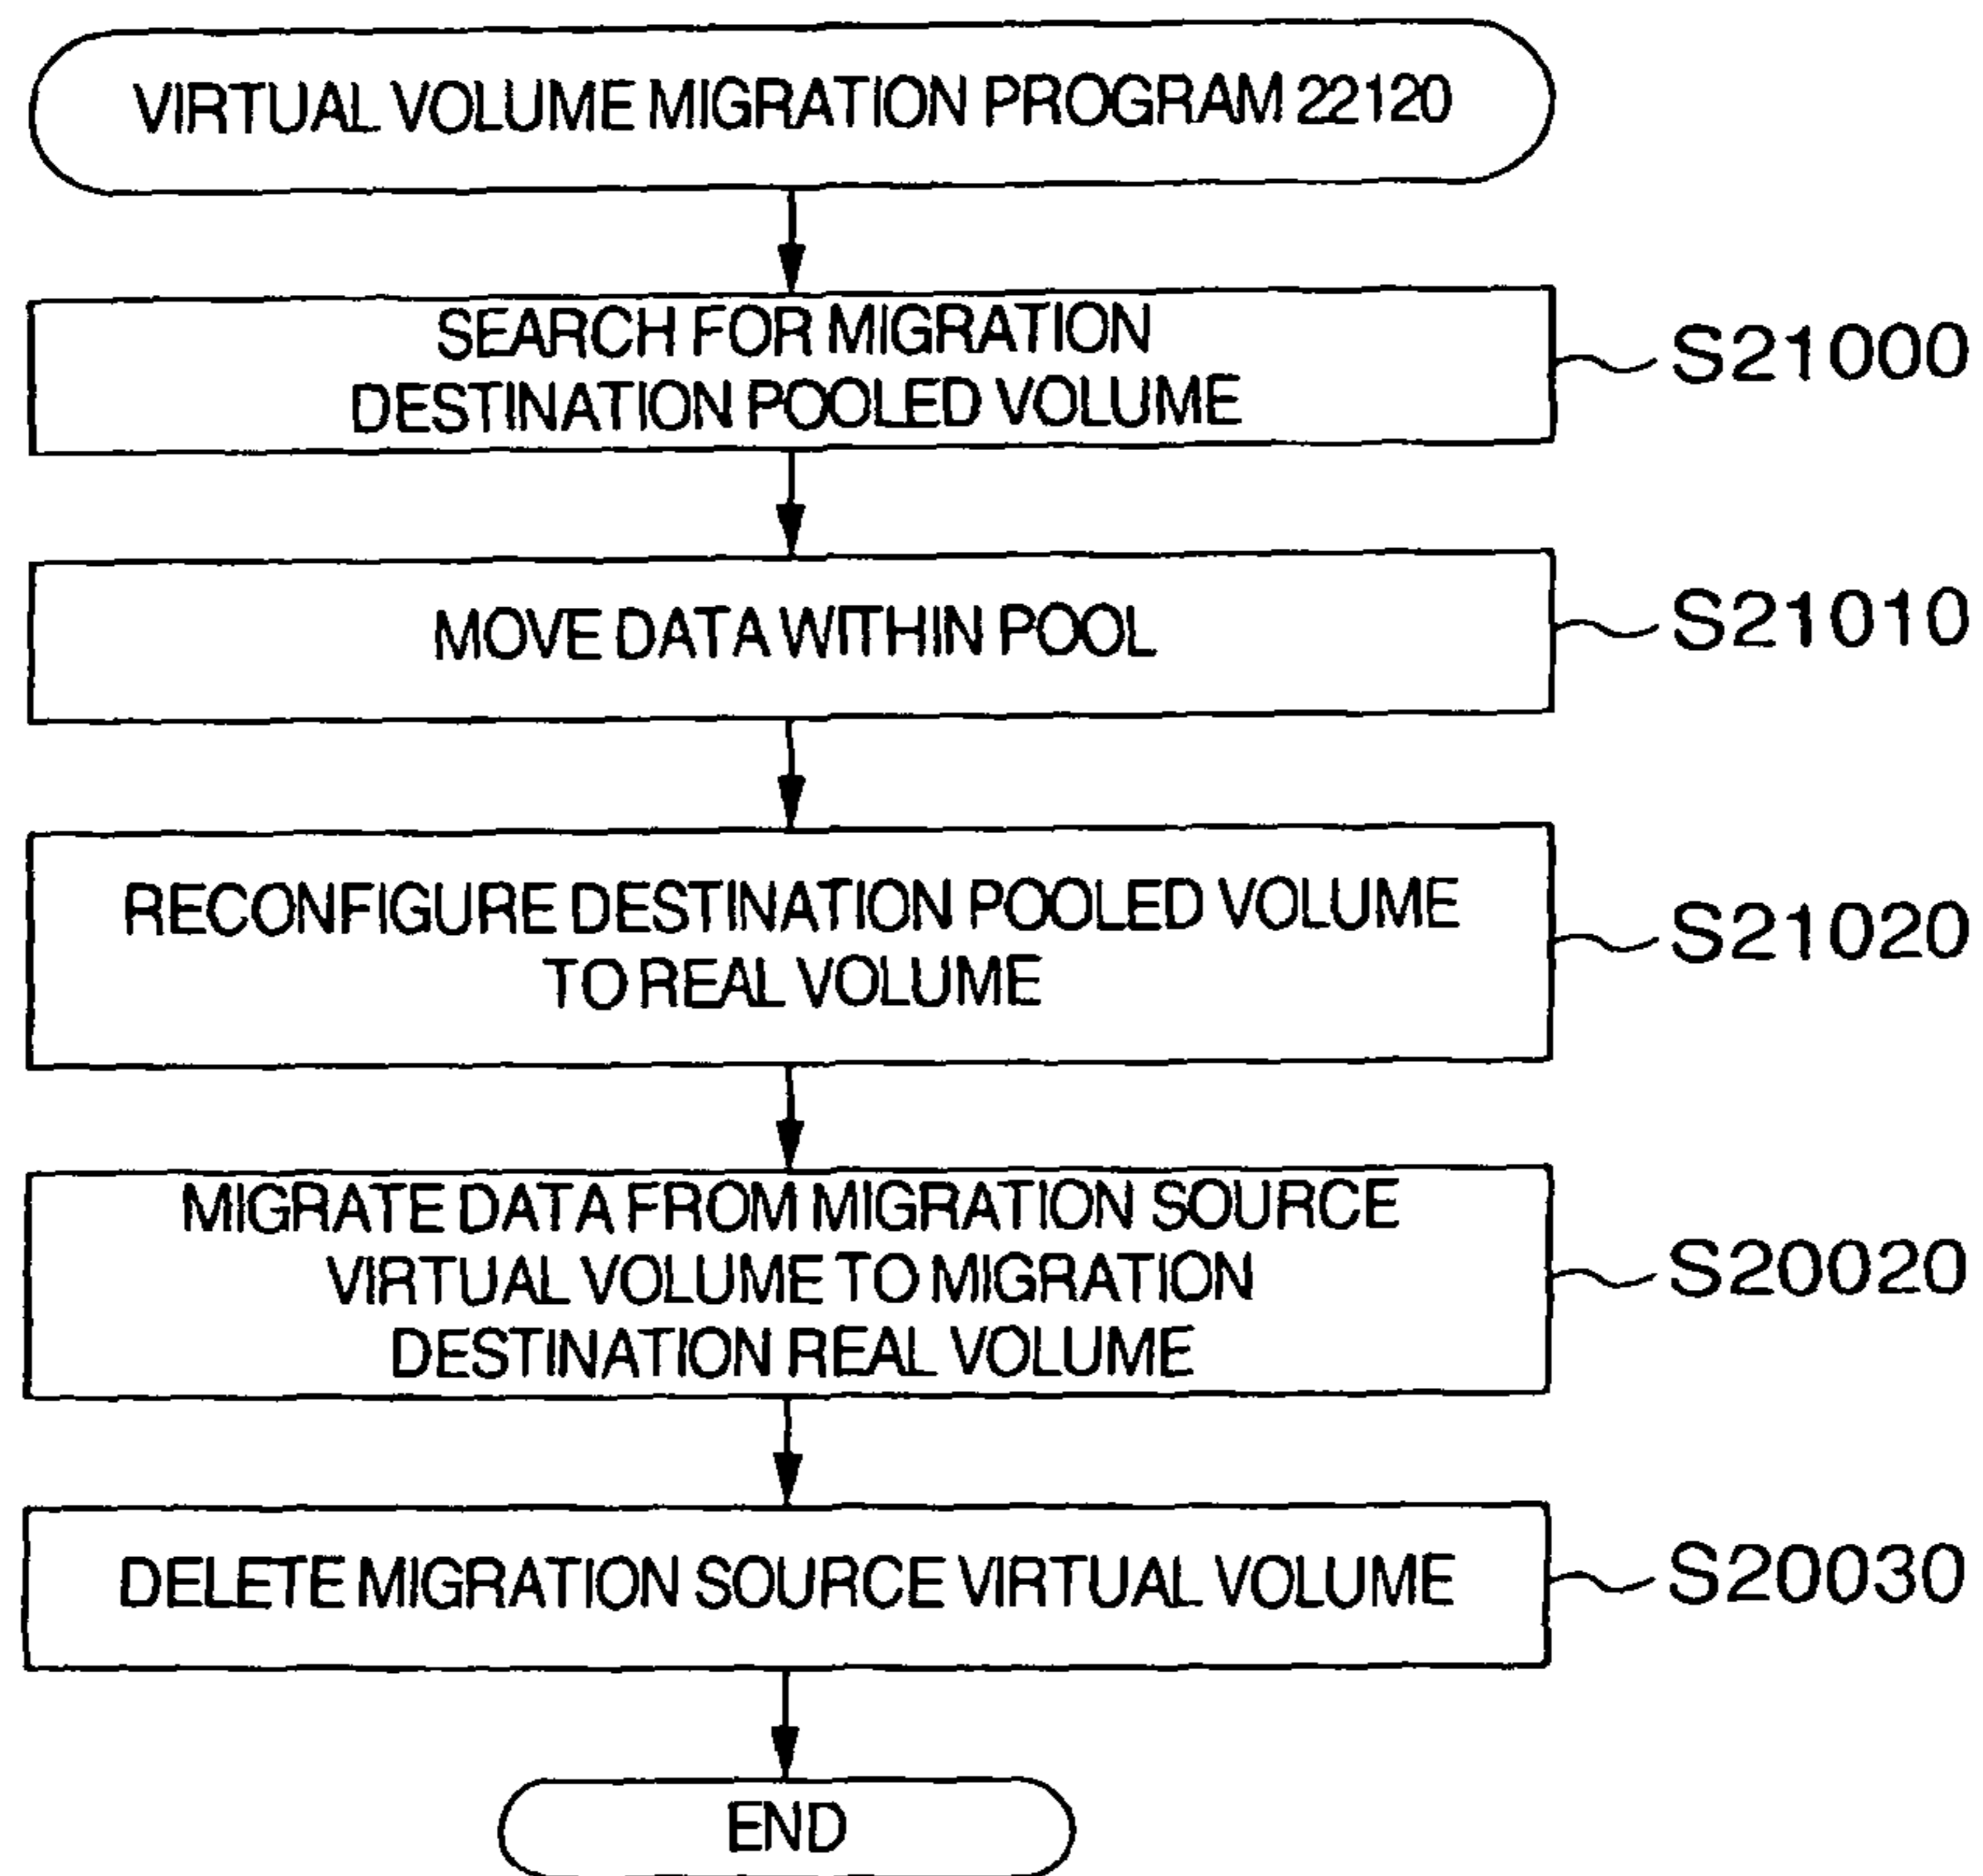 VIRTUAL VOLUME MIGRATION PROGRAM 22120
SEARCH FOR MIGRATION
DESTINATION POOLED VOLUME
S21000
MOVE DATA WITHIN POOL
S21010
RECONFIGURE DESTINATION POOLED VOLUME
TO REAL VOLUME
S21020
MIGRATE DATA FROM MIGRATION SOURCE
VIRTUAL VOLUME TO MIGRATION
DESTINATION REAL VOLUME
S20020
DELETE MIGRATION SOURCE VIRTUAL VOLUME
S20030
END